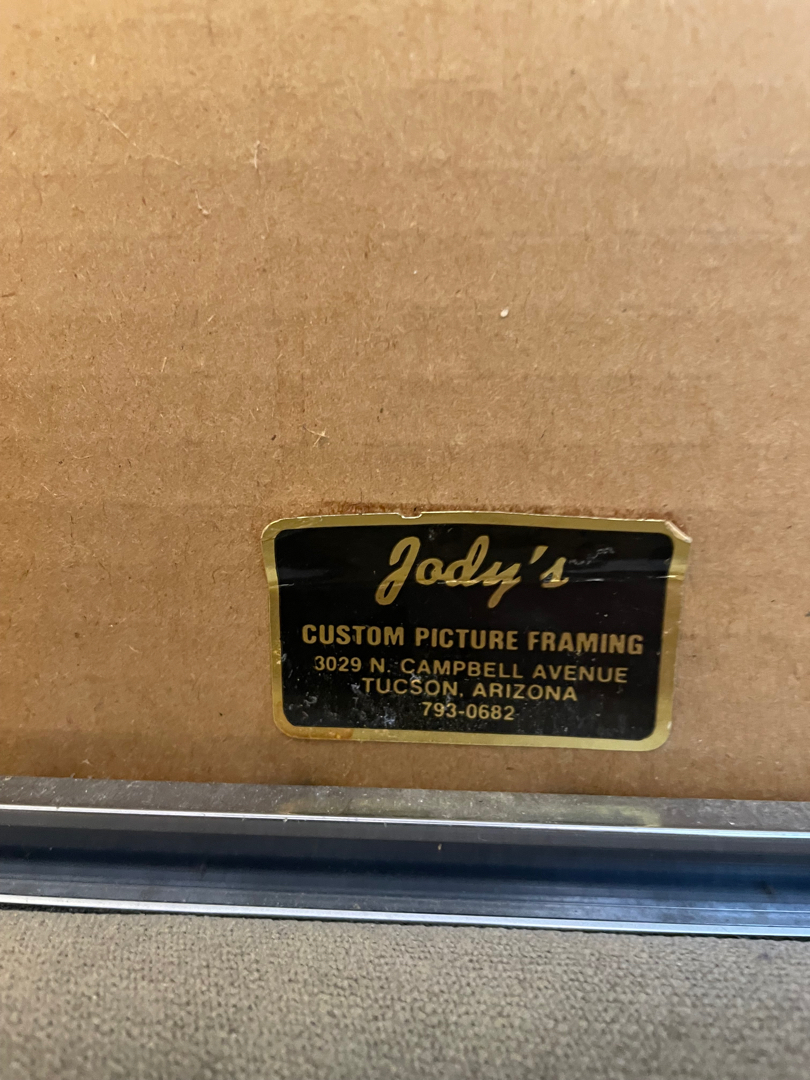 Jody's
CUSTOM PICTURE FRAMING
3029 N. CAMPBELL AVENUE
TUCSON, ARIZONA
793-0682